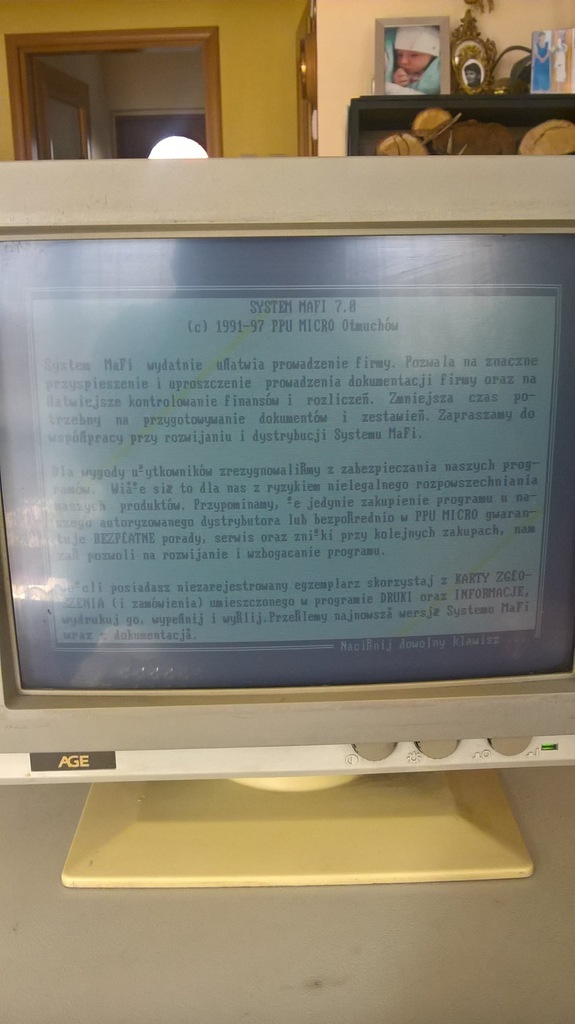 SYSTEM MAFI 7.0
(c) 1991-97 PPU MICRO Otmuchów
System MaFi wydatnie uławia prowadzenie firmy. Pozwala na znaczne
przyspieszenie i uproszczenie prowadzenia dokumentacji firmy oraz na
łatwiejsze kontrolowanie finansów i rozliczeń. Zmniejsza czas po-
trzebny na przygotowywanie dokumentów i zestawień. Zapraszamy do
współpracy przy rozwijaniu i dystrybucji Systemu MaFi.
Dla wygody użytkowników zrezygnowaliśmy z zabezpieczania naszych prog-
ramów. Wiąże się to dla nas z ryzykiem nielegalnego rozpowszechniania
naszych produktów. Przypominamy, że jedynie zakupienie programu u na-
szego autoryzowanego dystrybutora lub bezpośrednio w PPU MICRO gwaran-
tuje BEZPŁATNE porady, serwis oraz zniżki przy kolejnych zakupach, nam
zaś pozwoli na rozwijanie i wzbogacanie programu.
Jeżeli posiadasz niezarejestrowany egzemplarz skorzystaj z KARTY ZGŁO-
SZENIA (i zamówienia) umieszczonego w programie DRUKI oraz INFORMACJE,
wydrukuj go, wypełnij i wyślij.Prześlemy najnowszą wersję Systemu MaFi
wraz z dokumentacją.
Naciśnij dowolny klawisz ...
AGE